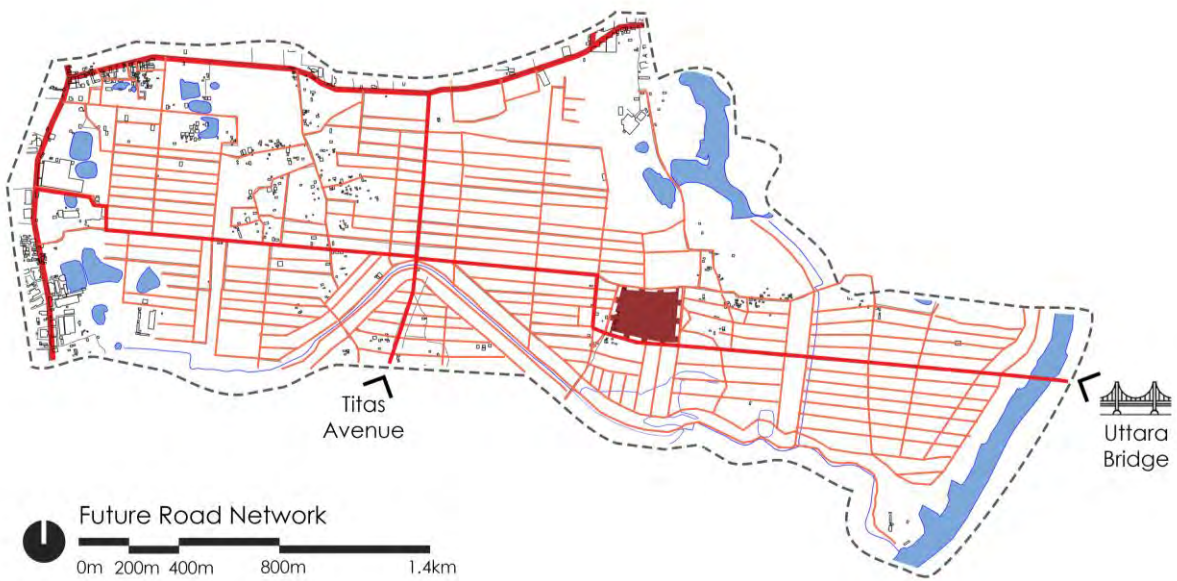 Titas
Avenue
Uttara
Bridge
Future Road Network
0m 200m 400m 800m 1.4km